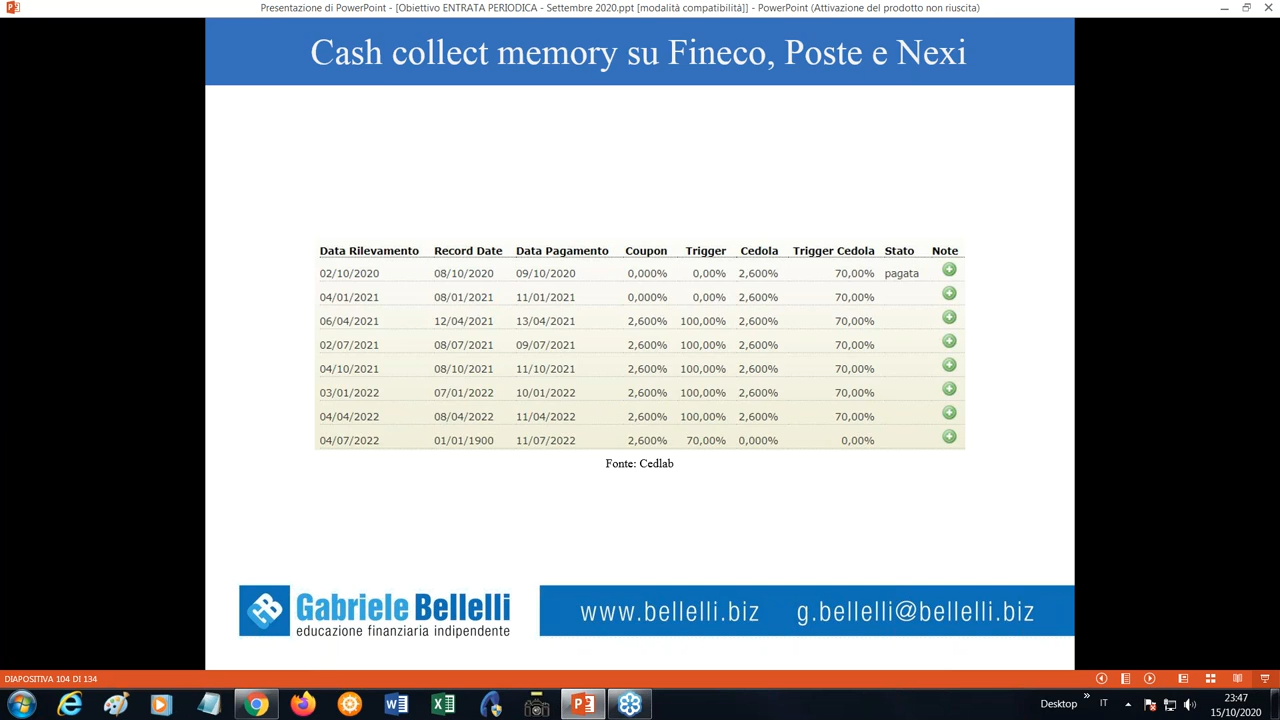 Presentazione di PowerPoint - [Obiettivo ENTRATA PERIODICA - Settembre 2020.ppt [modalità compatibilità]] - PowerPoint (Attivazione del prodotto non riuscita)
Cash collect memory su Fineco, Poste e Nexi
Data Rilevamento Record Date Data Pagamento Coupon Trigger Cedola Trigger Cedola Stato Note
02/10/2020 08/10/2020 09/10/2020 0,000% 0,00% 2,600% 70,00% pagata
04/01/2021 08/01/2021 11/01/2021 0,000% 0,00% 2,600% 70,00%
06/04/2021 12/04/2021 13/04/2021 2,600% 100,00% 2,600% 70,00%
02/07/2021 08/07/2021 09/07/2021 2,600% 100,00% 2,600% 70,00%
04/10/2021 08/10/2021 11/10/2021 2,600% 100,00% 2,600% 70,00%
03/01/2022 07/01/2022 10/01/2022 2,600% 100,00% 2,600% 70,00%
04/04/2022 08/04/2022 11/04/2022 2,600% 100,00% 2,600% 70,00%
04/07/2022 01/01/1900 11/07/2022 2,600% 70,00% 0,000% 0,00%
Fonte: Cedlab
Gabriele Bellelli
educazione finanziaria indipendente
www.bellelli.biz g.bellelli@bellelli.biz
DIAPOSITIVA 104 DI 134
Desktop
IT
23:47
15/10/2020